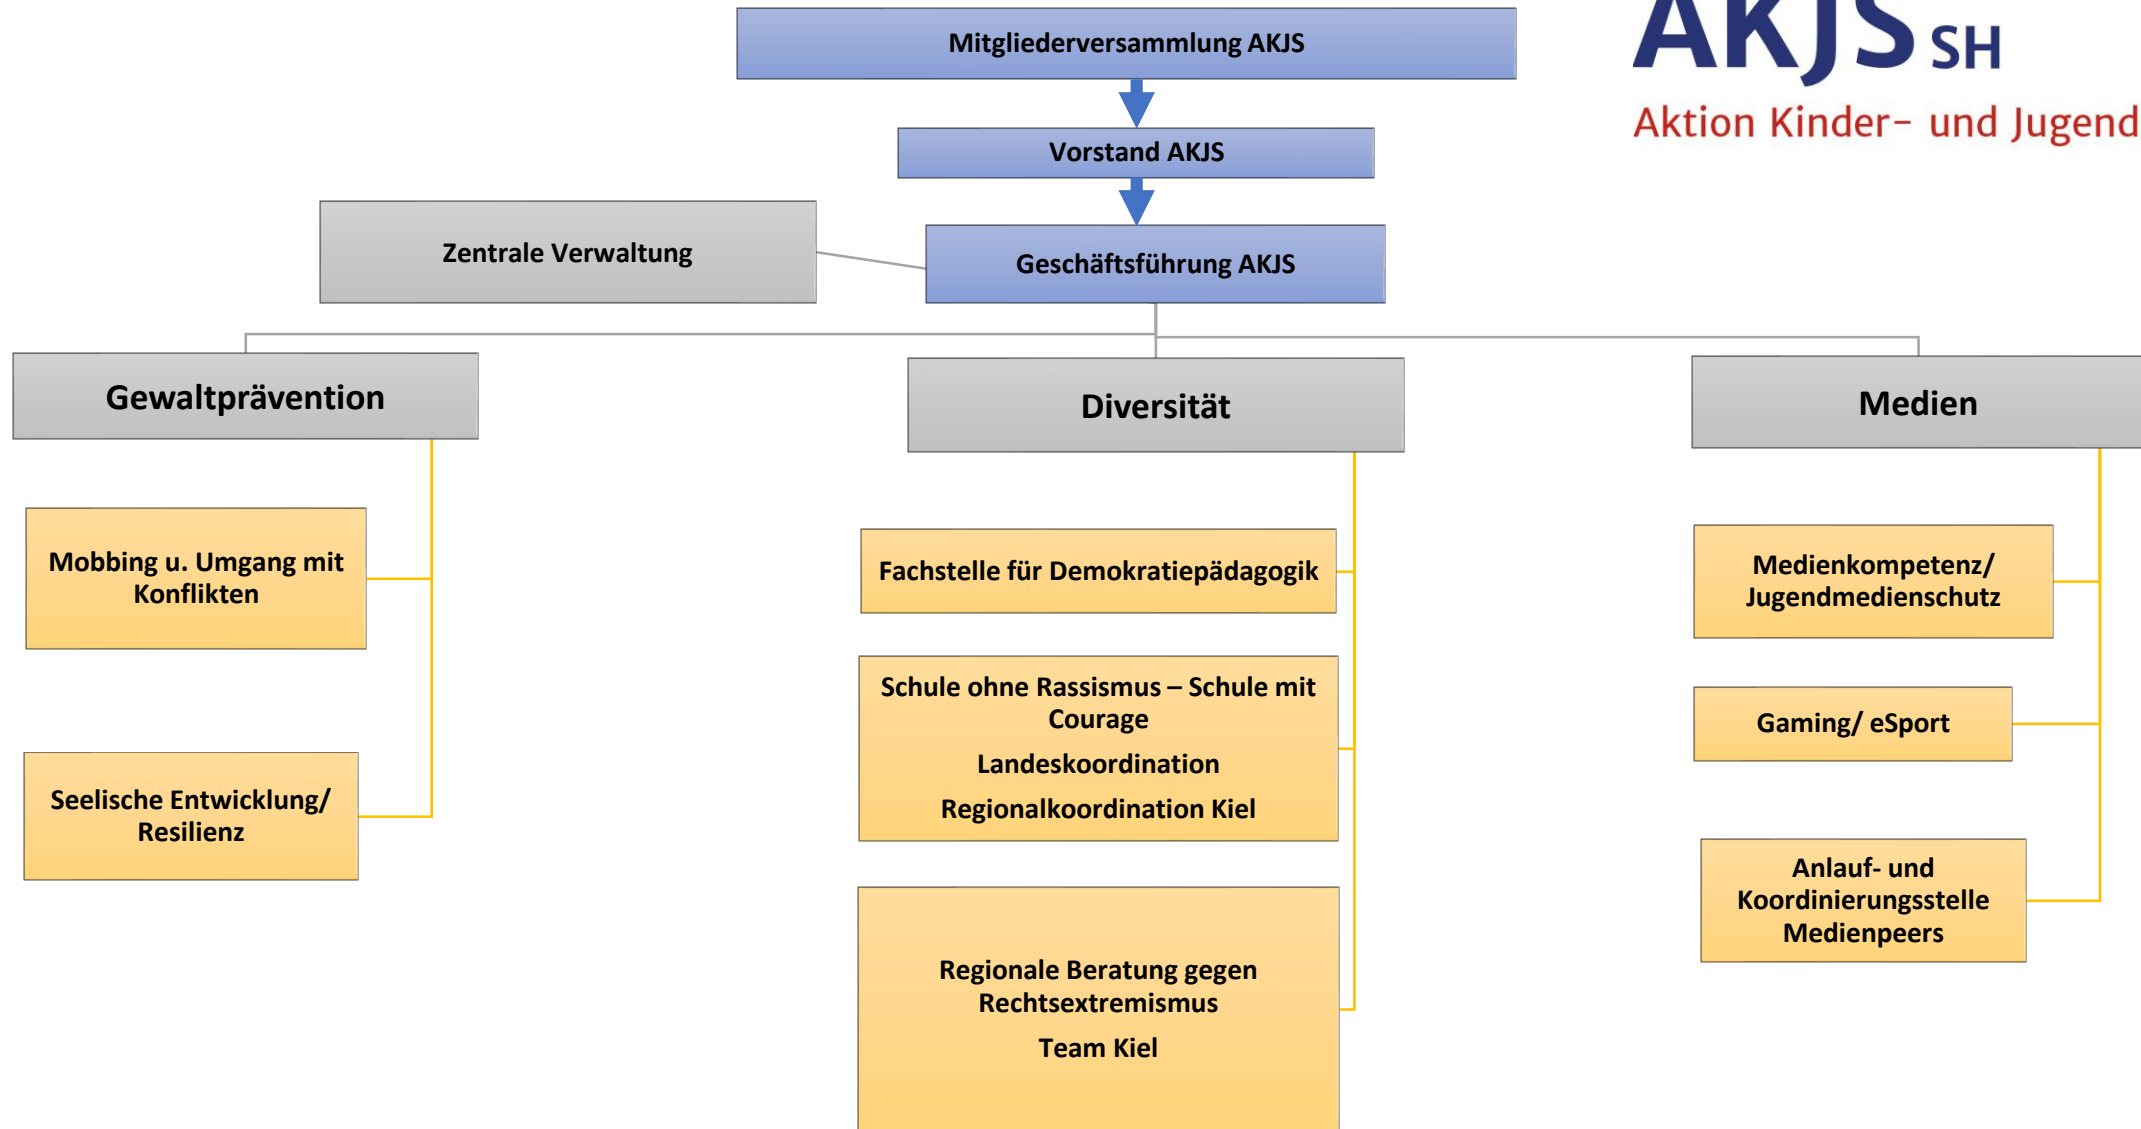 AKJS SH
Aktion Kinder- und Jugend
Mitgliederversammlung AKJS
Vorstand AKJS
Zentrale Verwaltung
Geschäftsführung AKJS
Gewaltprävention
Mobbing u. Umgang mit
Konflikten
Seelische Entwicklung/
Resilienz
Diversität
Fachstelle für Demokratiepädagogik
Schule ohne Rassismus – Schule mit
Courage
Landeskoordination
Regionalkoordination Kiel
Regionale Beratung gegen
Rechtsextremismus
Team Kiel
Medien
Medienkompetenz/
Jugendmedienschutz
Gaming/ eSport
Anlauf- und
Koordinierungsstelle
Medienpeers